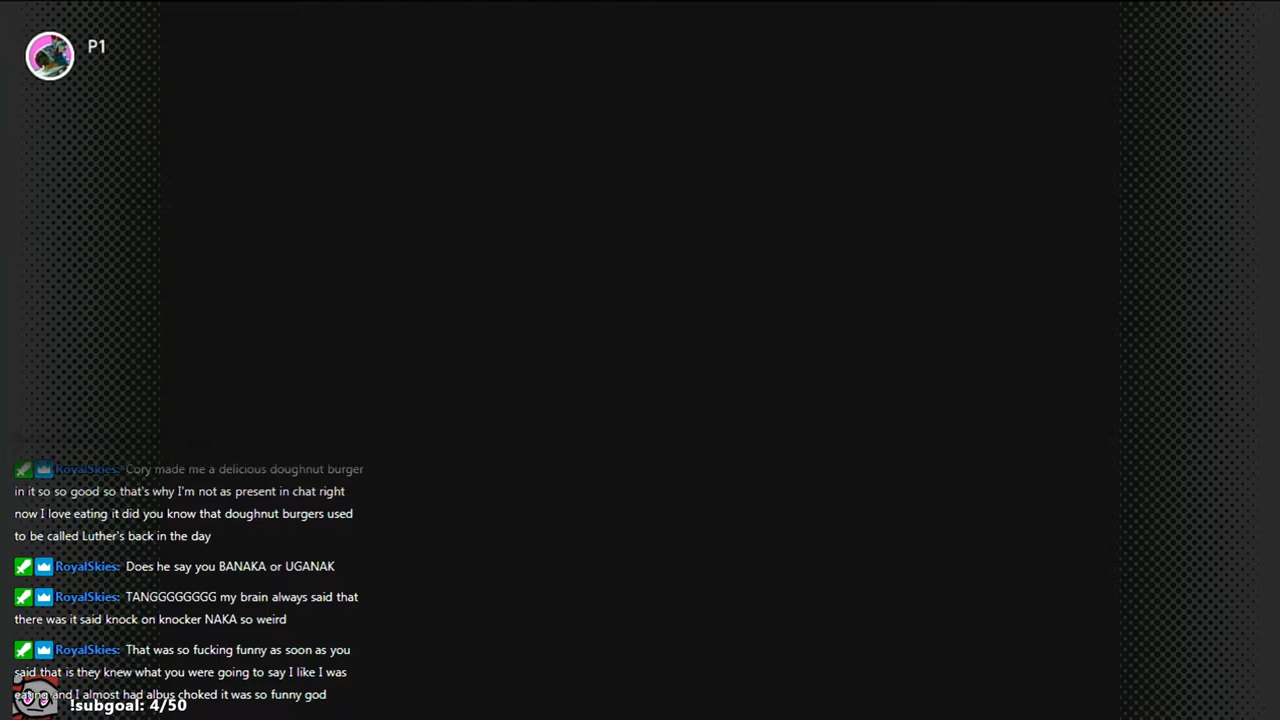 P1
RoyalSkies: Cory made me a delicious doughnut burger
in it so so good so that's why I'm not as present in chat right
now I love eating it did you know that doughnut burgers used
to be called Luther's back in the day
RoyalSkies: Does he say you BANAKA or UGANAK
RoyalSkies: TANGGGGGGGG my brain always said that
there was it said knock on knocker NAKA so weird
RoyalSkies: That was so fucking funny as soon as you
said that is they knew what you were going to say I like I was
eating and I almost had albus choked it was so funny god
!subgoal: 4/50